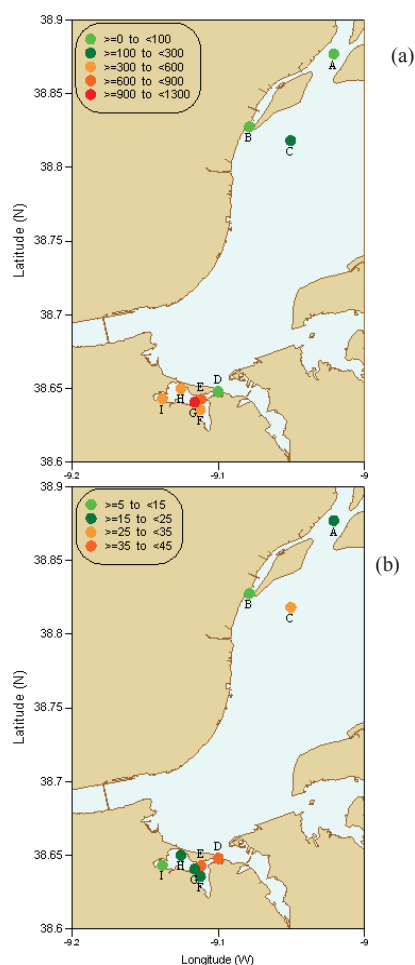 38.9
>=0 to <100
>=100 to <300
>=300 to <600
>=600 to <900
>=900 to <1300
(a)
A
38.85
B
C
38.8
Latitude (N)
38.75
38.7
38.65
D
E
H
I
G
F
38.6
-9.2
-9.1
-9
38.9
>=5 to <15
>=15 to <25
>=25 to <35
>=35 to <45
A
(b)
38.85
B
C
38.8
Latitude (N)
38.75
38.7
38.65
D
E
H
I
G
F
38.6
-9.2
-9.1
-9
Longitude (W)